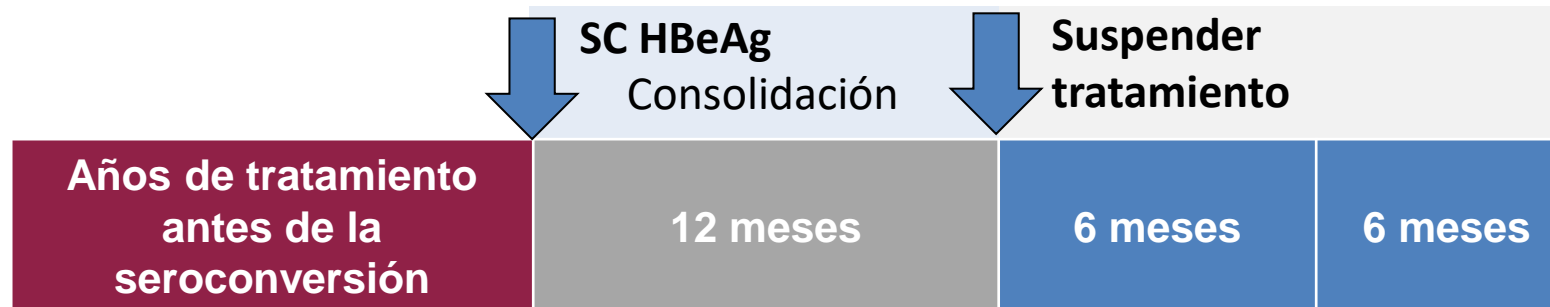 SC HBeAg
Consolidación
Suspender
tratamiento
Años de tratamiento
antes de la
seroconversión
12 meses
6 meses
6 meses